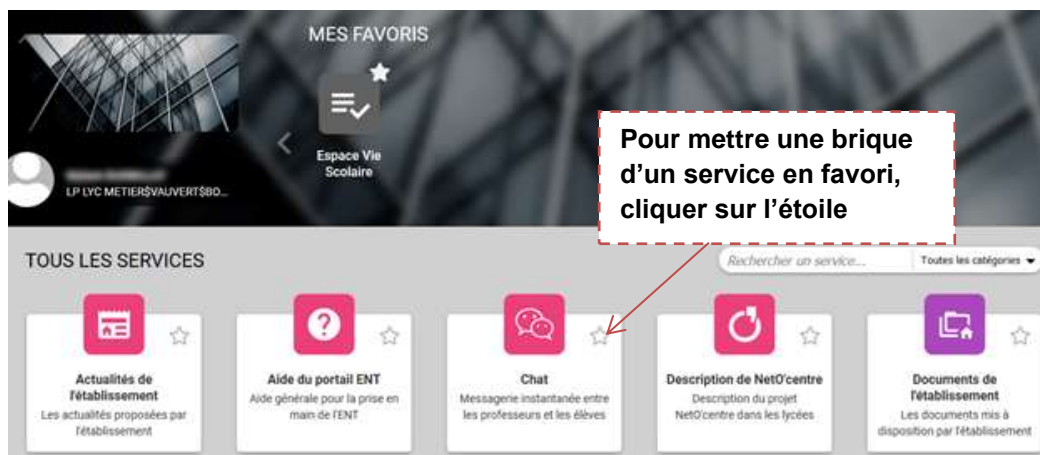 MES FAVORIS
Espace Vie
Scolaire
LP LYC METIER$VAUVERT$BO...
Pour mettre une brique
d’un service en favori,
cliquer sur l’étoile
TOUS LES SERVICES
Rechercher un service...
Toutes les catégories
Actualités de
l'établissement
Les actualités proposées par
l'établissement
Aide du portail ENT
Aide générale pour la prise en
main de l'ENT
Chat
Messagerie instantanée entre
les professeurs et les élèves
Description de NetO'centre
Description du projet
NetO'centre dans les lycées
Documents de
l'établissement
Les documents mis à
disposition par l'établissement